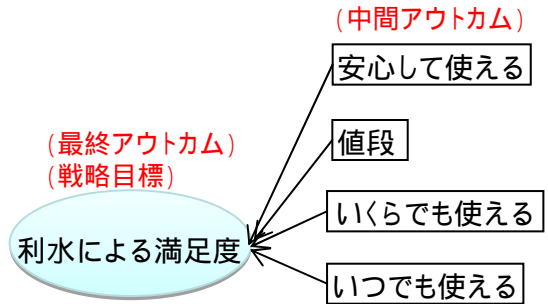 (中間アウトカム)
安心して使える
値段
いくらでも使える
いつでも使える
(最終アウトカム)
(戦略目標)
利水による満足度